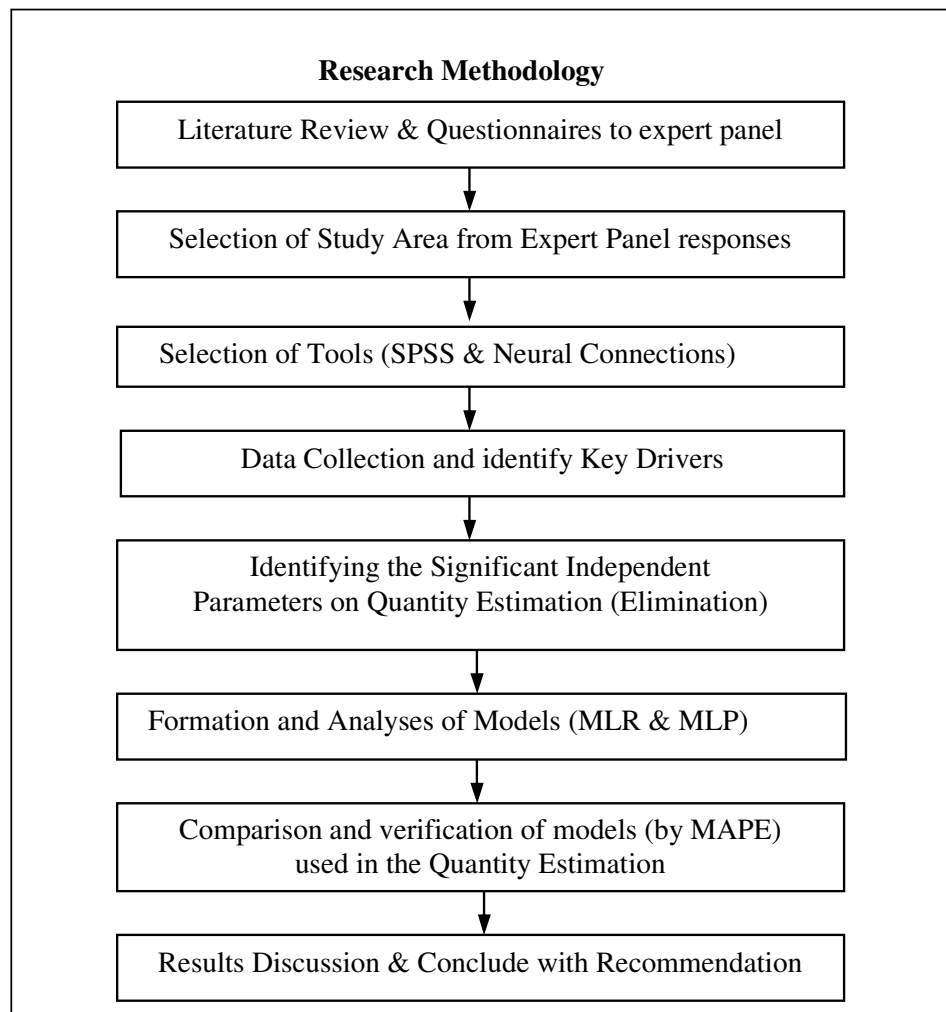 Research Methodology
Literature Review & Questionnaires to expert panel
Selection of Study Area from Expert Panel responses
Selection of Tools (SPSS & Neural Connections)
Data Collection and identify Key Drivers
Identifying the Significant Independent
Parameters on Quantity Estimation (Elimination)
Formation and Analyses of Models (MLR & MLP)
Comparison and verification of models (by MAPE)
used in the Quantity Estimation
Results Discussion & Conclude with Recommendation